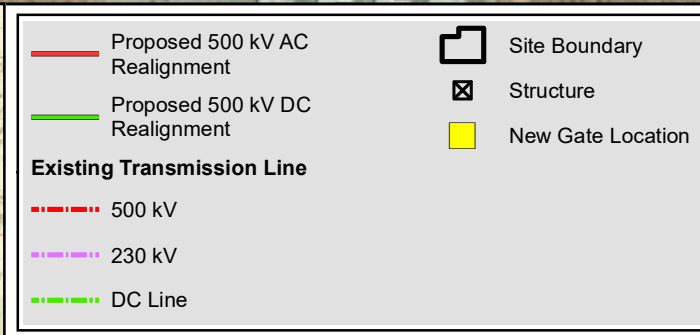 Proposed 500 kV AC
Realignment
Proposed 500 kV DC
Realignment
Existing Transmission Line
500 kV
230 kV
DC Line
Site Boundary
Structure
New Gate Location